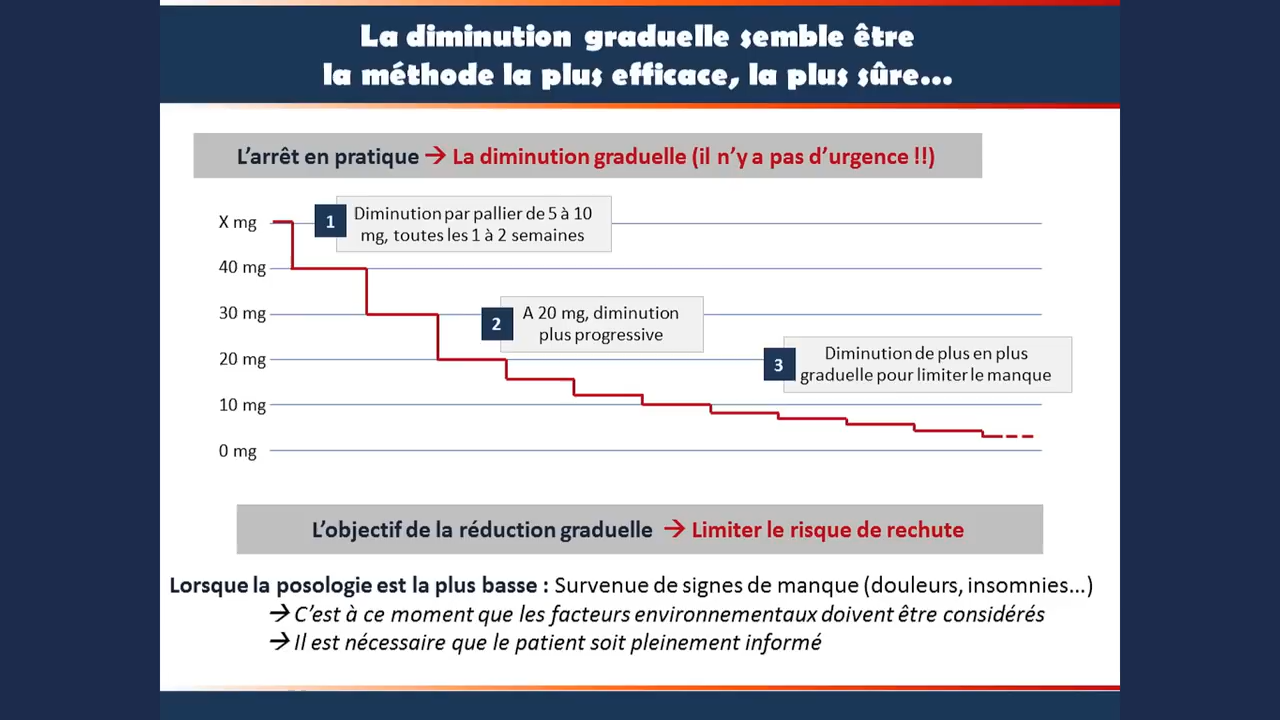 La diminution graduelle semble être
la méthode la plus efficace, la plus sûre...
L'arrêt en pratique → La diminution graduelle (il n'y a pas d'urgence !!)
X mg
1
Diminution par pallier de 5 à 10
mg, toutes les 1 à 2 semaines
40 mg
30 mg
2
A 20 mg, diminution
plus progressive
20 mg
3
Diminution de plus en plus
graduelle pour limiter le manque
10 mg
0 mg
L'objectif de la réduction graduelle → Limiter le risque de rechute
Lorsque la posologie est la plus basse : Survenue de signes de manque (douleurs, insomnies...)
→ C'est à ce moment que les facteurs environnementaux doivent être considérés
→ Il est nécessaire que le patient soit pleinement informé